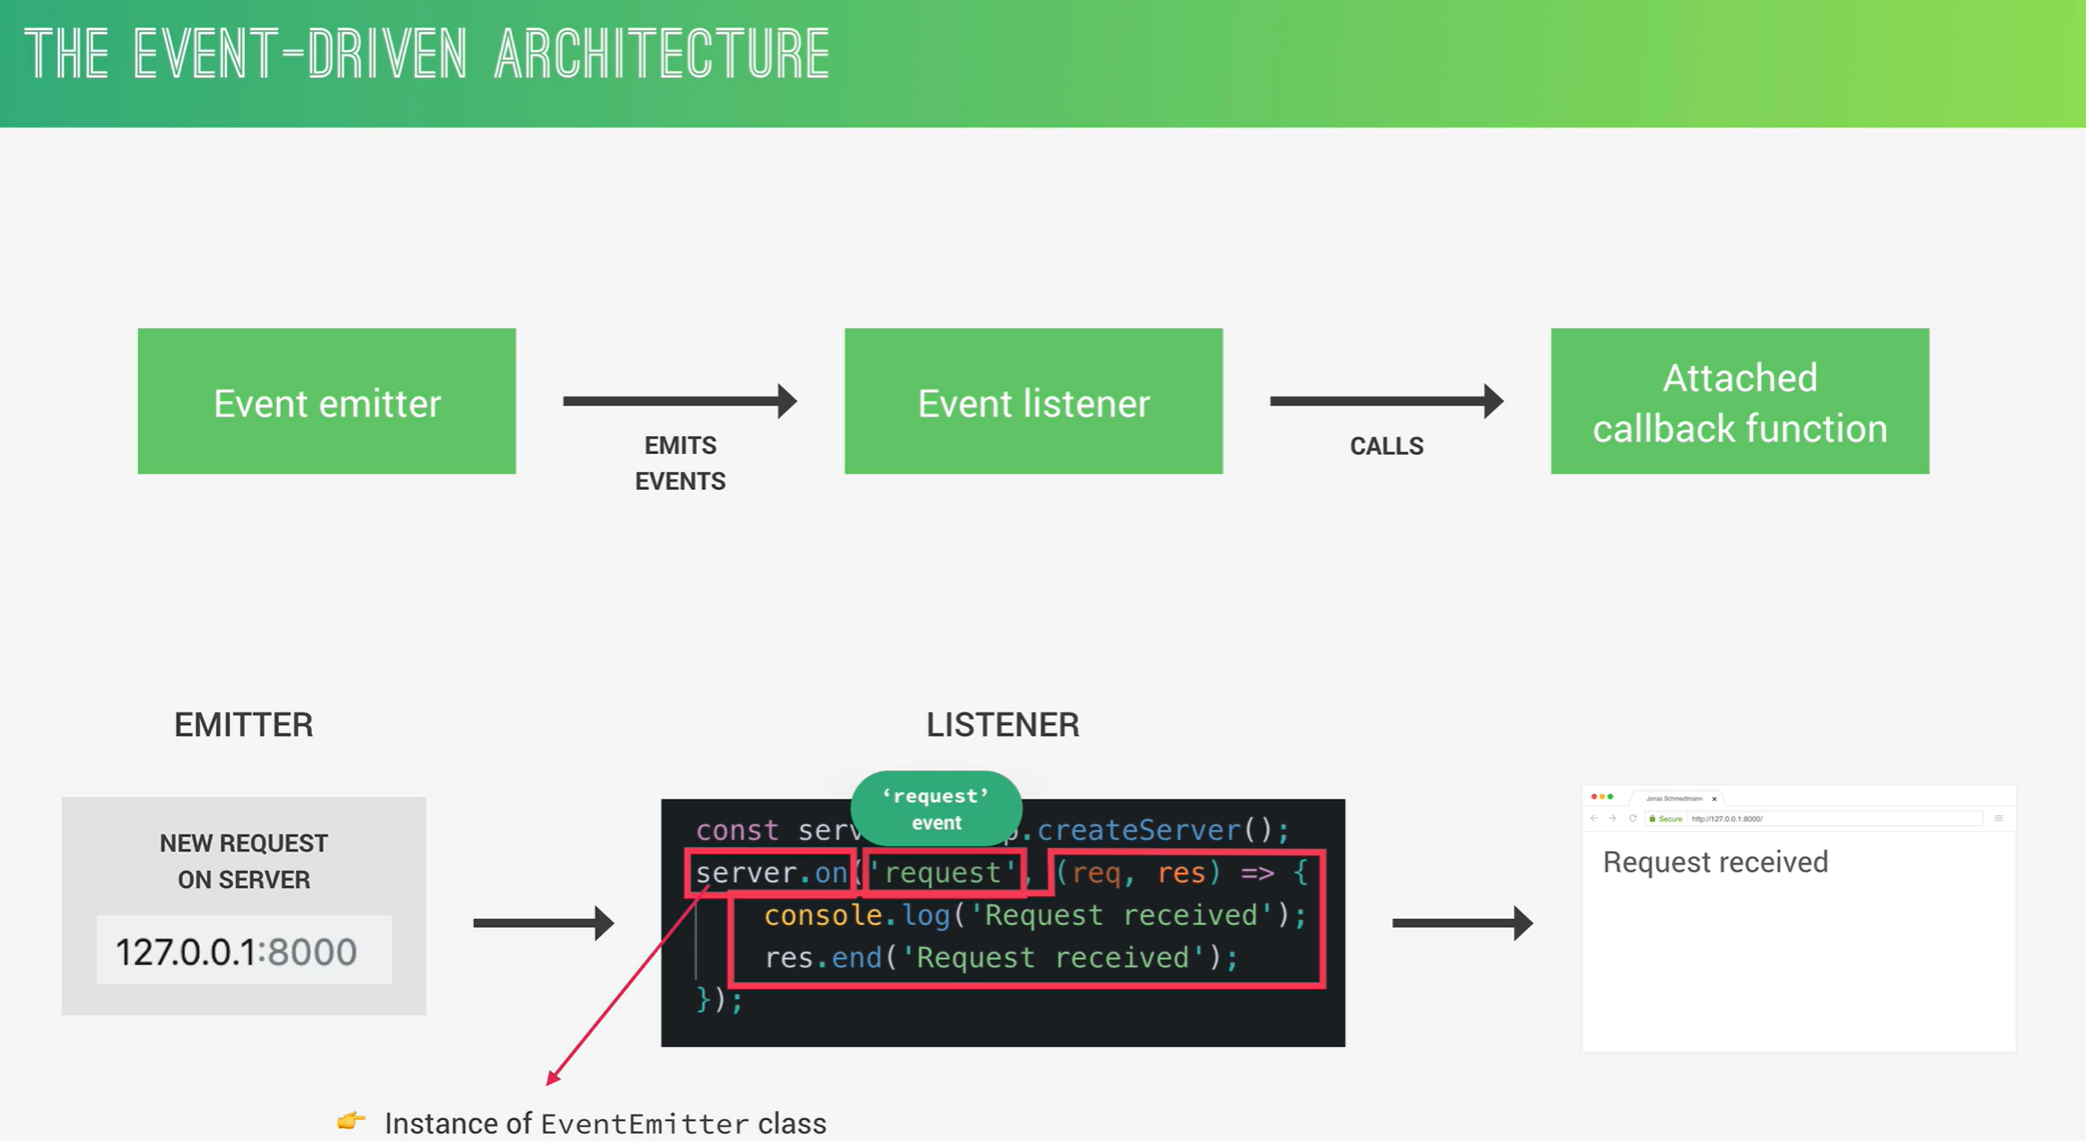 THE EVENT-DRIVEN ARCHITECTURE
Event emitter
EMITS
EVENTS
Event listener
CALLS
Attached
callback function
EMITTER
NEW REQUEST
ON SERVER
127.0.0.1:8000
LISTENER
‘request’
event
const serv p.createServer();
server.on('request', (req, res) => {
console.log('Request received');
res.end('Request received');
});
Jonas Schmedtmann ×
Secure http://127.0.0.1:8000/
Request received
👉 Instance of EventEmitter class